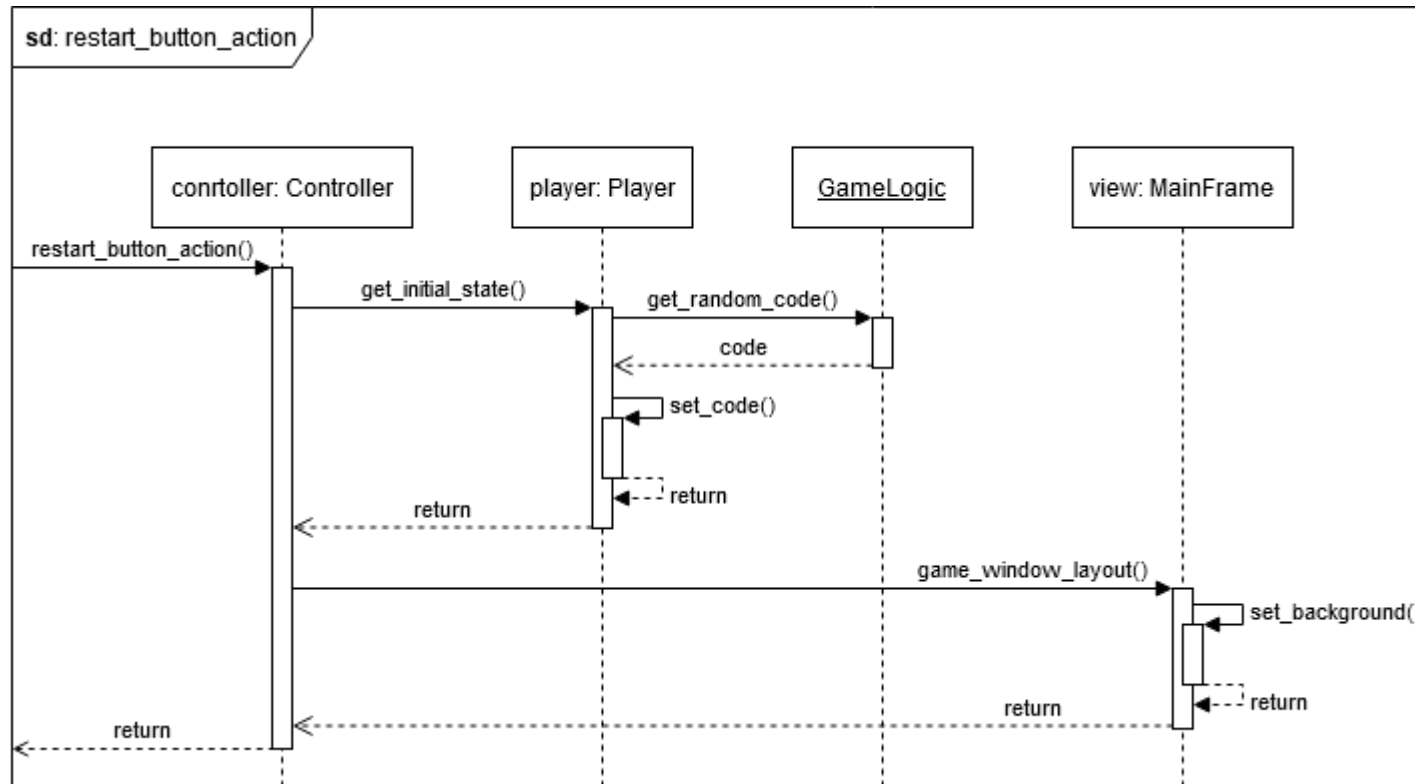 sd: restart_button_action
conrtoller: Controller
player: Player
GameLogic
view: MainFrame
restart_button_action()
get_initial_state()
get_random_code()
code
set_code()
return
return
game_window_layout()
set_background(
return
return
return